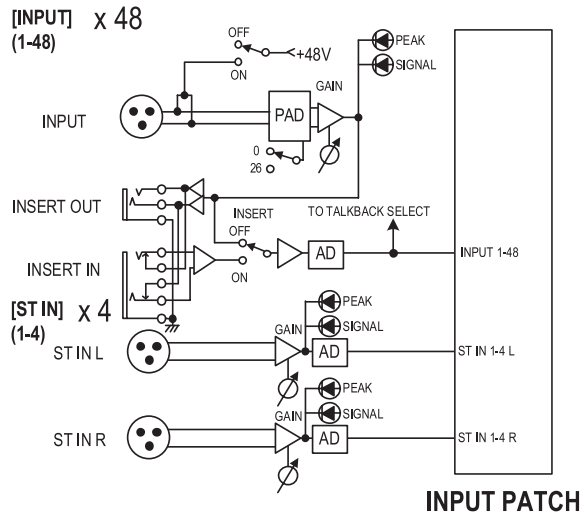 [INPUT] x 48
(1-48)
OFF
+48V
ON
PEAK
SIGNAL
GAIN
INPUT
PAD
0
26
INSERT OUT
INSERT
OFF
TO TALKBACK SELECT
AD
INPUT 1-48
INSERT IN
ON
[ST IN] x 4
(1-4)
PEAK
SIGNAL
GAIN
ST IN L
AD
ST IN 1-4 L
PEAK
SIGNAL
GAIN
ST IN R
AD
ST IN 1-4 R
INPUT PATCH